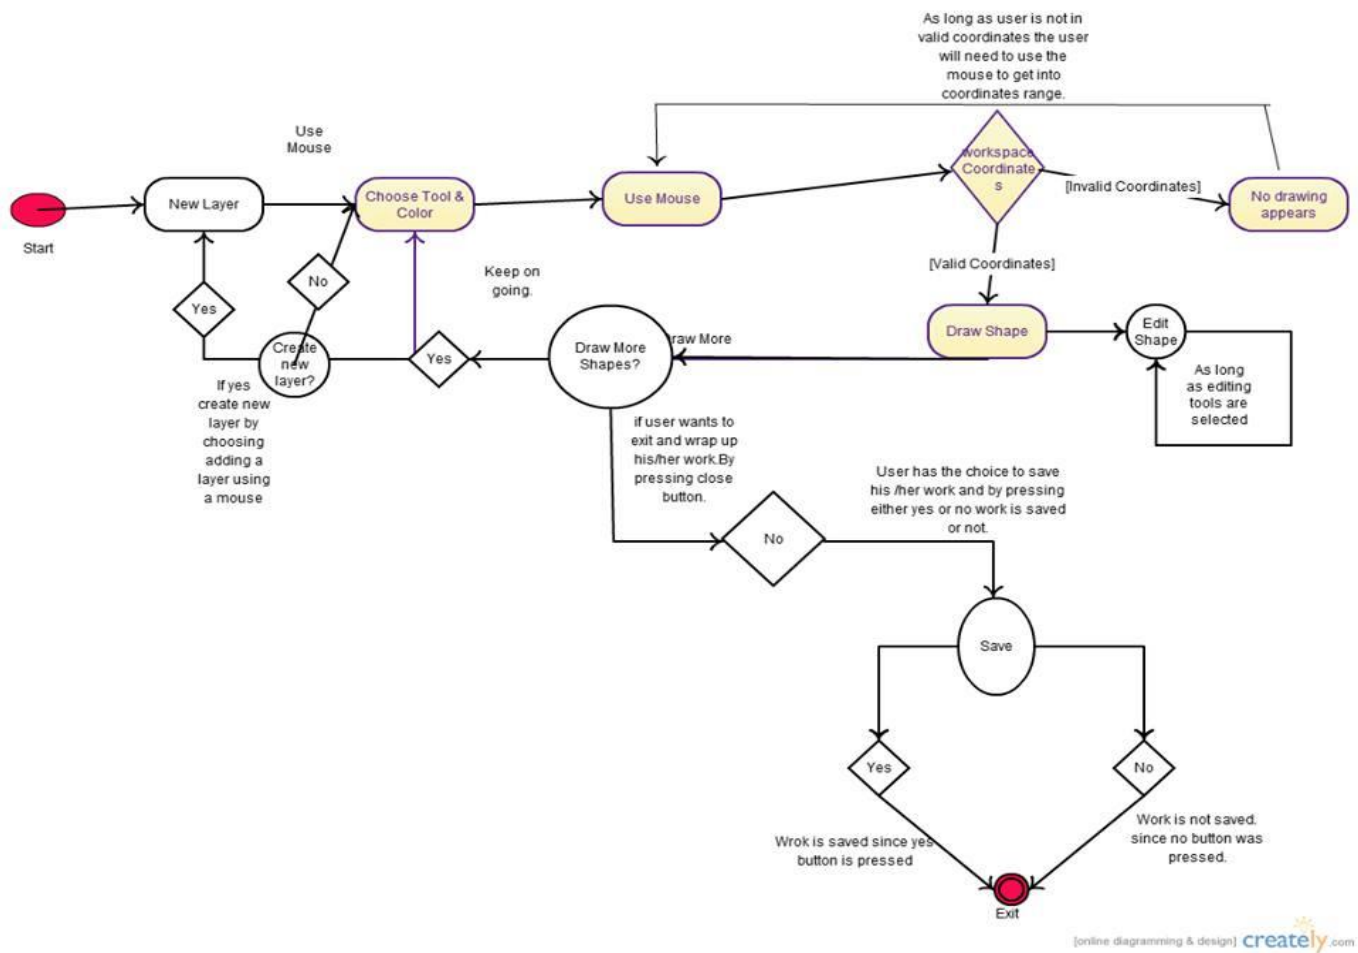 As long as user is not in
valid coordinates the user
will need to use the
mouse to get into
coordinates range.
Use
Mouse
New Layer
Choose Tool &
Color
Use Mouse
workspace
Coordinate
s
[Invalid Coordinates]
No drawing
appears
Start
No
Keep on
going.
[Valid Coordinates]
Yes
Draw Shape
Edit
Shape
Create
new
layer?
Yes
Draw More
Shapes?
raw More
As long
as editing
tools are
selected
If yes
create new
layer by
choosing
adding a
layer using
a mouse
if user wants to
exit and wrap up
his/her work.By
pressing close
button.
User has the choice to save
his /her work and by pressing
either yes or no work is saved
or not.
No
Save
Yes
No
Wrok is saved since yes
button is pressed
Work is not saved.
since no button was
pressed.
Exit
[online diagramming & design] creately.com